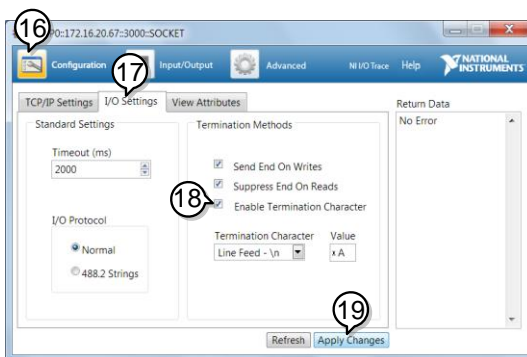 16
P0::172.16.20.67::3000::SOCKET
Configuration
Input/Output
Advanced
NI I/O Trace
Help
NATIONAL INSTRUMENTS
17
TCP/IP Settings
I/O Settings
View Attributes
Return Data
Standard Settings
Termination Methods
No Error
Timeout (ms)
2000
Send End On Writes
Suppress End On Reads
18
Enable Termination Character
I/O Protocol
Normal
488.2 Strings
Termination Character
Value
Line Feed - \n
x A
19
Refresh
Apply Changes